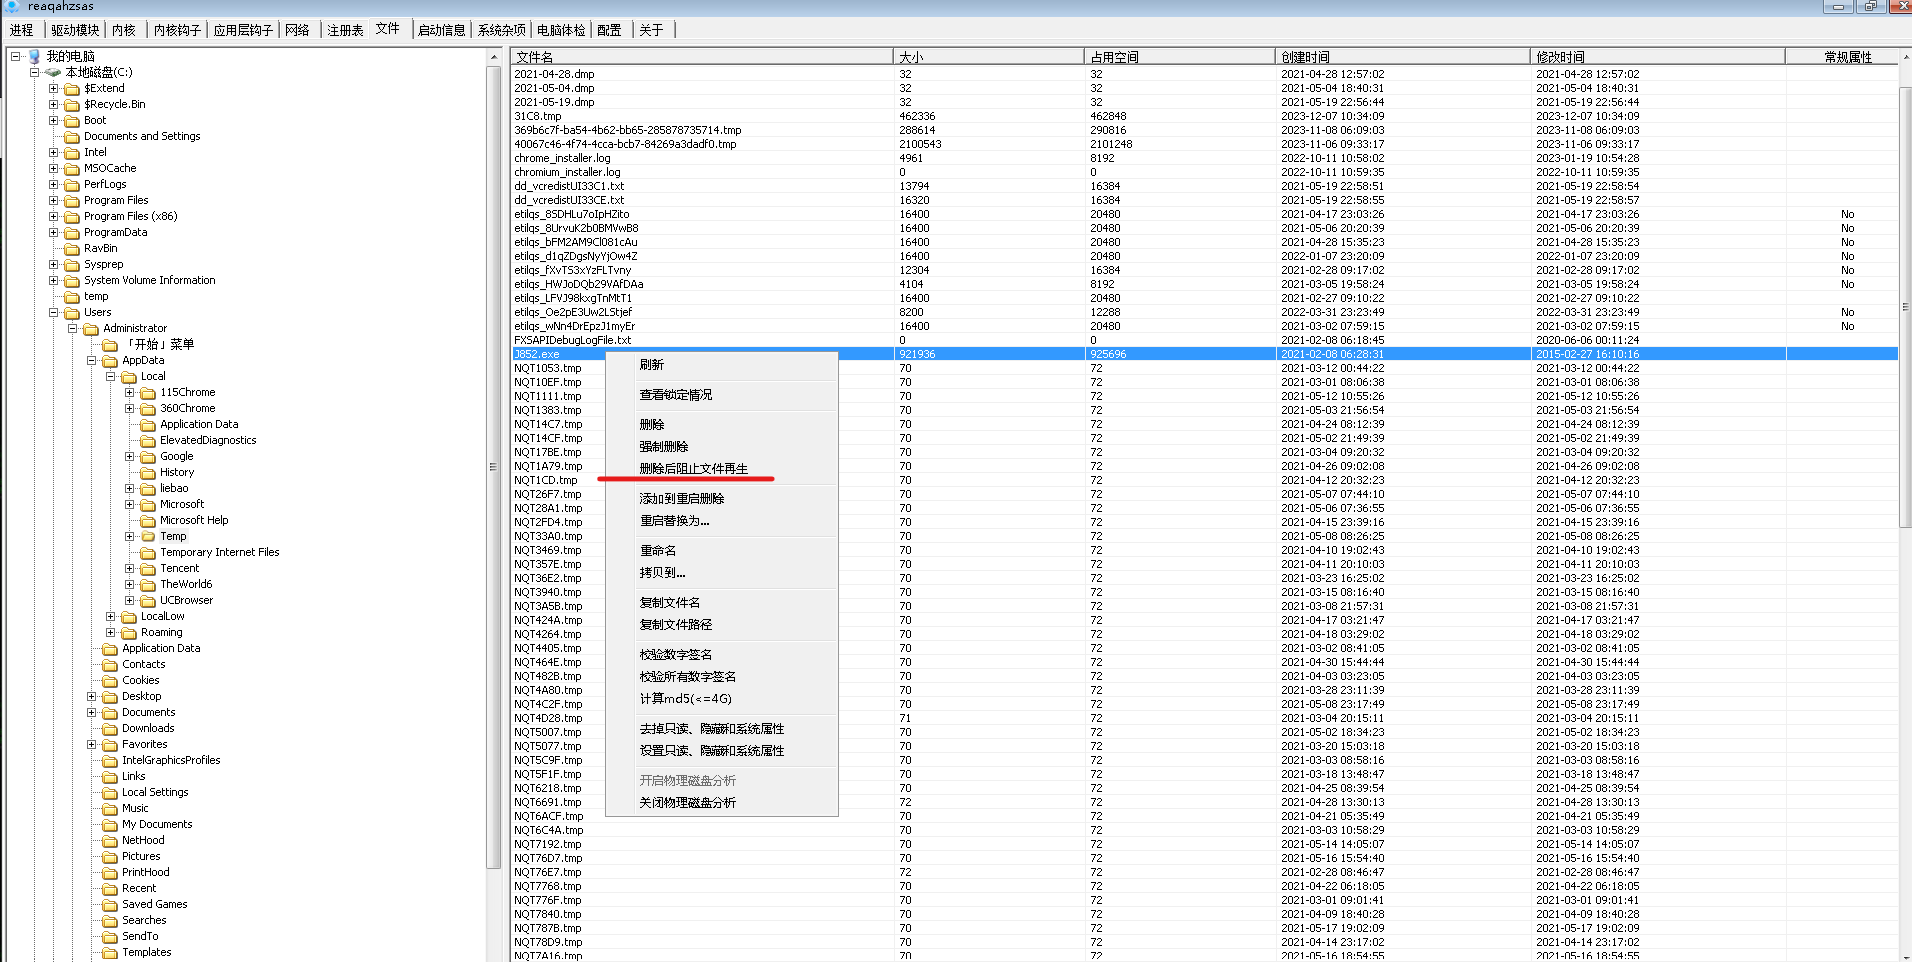 reaqahzsas
进程 驱动模块 内核 内核钩子 应用层钩子 网络 注册表 文件 启动信息 系统杂项 电脑体检 配置 关于
我的电脑
本地磁盘(C:)
$Extend
$Recycle.Bin
Boot
Documents and Settings
Intel
MSOCache
PerfLogs
Program Files
Program Files (x86)
ProgramData
RavBin
Sysprep
System Volume Information
temp
Users
Administrator
「开始」菜单
AppData
Local
115Chrome
360Chrome
Application Data
ElevatedDiagnostics
Google
History
liebao
Microsoft
Microsoft Help
Temp
Temporary Internet Files
Tencent
TheWorld6
UCBrowser
LocalLow
Roaming
Application Data
Contacts
Cookies
Desktop
Documents
Downloads
Favorites
IntelGraphicsProfiles
Links
Local Settings
Music
My Documents
NetHood
Pictures
PrintHood
Recent
Saved Games
Searches
SendTo
Templates
文件名 大小 占用空间 创建时间 修改时间 常规属性
2021-04-28.dmp 32 32 2021-04-28 12:57:02 2021-04-28 12:57:02
2021-05-04.dmp 32 32 2021-05-04 18:40:31 2021-05-04 18:40:31
2021-05-19.dmp 32 32 2021-05-19 22:56:44 2021-05-19 22:56:44
31C8.tmp 462336 462848 2023-12-07 10:34:09 2023-12-07 10:34:09
369b6c7f-ba54-4b62-bb65-285878735714.tmp 288614 290816 2023-11-08 06:09:03 2023-11-08 06:09:03
40067c46-4f74-4cca-bcb7-84269a3dadf0.tmp 2100543 2101248 2023-11-06 09:33:17 2023-11-06 09:33:17
chrome_installer.log 4961 8192 2022-10-11 10:58:02 2023-01-19 10:54:28
chromium_installer.log 0 0 2022-10-11 10:59:35 2022-10-11 10:59:35
dd_vcredistUI33C1.txt 13794 16384 2021-05-19 22:58:51 2021-05-19 22:58:54
dd_vcredistUI33CE.txt 16320 16384 2021-05-19 22:58:55 2021-05-19 22:58:57
etilqs_8SDHLu7oIpHZito 16400 20480 2021-04-17 23:03:26 2021-04-17 23:03:26 No
etilqs_8UrvuK2b0BMVwB8 16400 20480 2021-05-06 20:20:39 2021-05-06 20:20:39 No
etilqs_bFM2AM9Cl081cAu 16400 20480 2021-04-28 15:35:23 2021-04-28 15:35:23 No
etilqs_d1qZDgsNyYjOw4Z 16400 20480 2022-01-07 23:20:09 2022-01-07 23:20:09 No
etilqs_fXvTS3xYzFLTvny 12304 16384 2021-02-28 09:17:02 2021-02-28 09:17:02 No
etilqs_HWJoDQb29VAfDAa 4104 8192 2021-03-05 19:58:24 2021-03-05 19:58:24 No
etilqs_LFVJ98kxgTnMtT1 16400 20480 2021-02-27 09:10:22 2021-02-27 09:10:22
etilqs_Oe2pE3Uw2LStjef 8200 12288 2022-03-31 23:23:49 2022-03-31 23:23:49 No
etilqs_wNn4DrEpzJ1myEr 16400 20480 2021-03-02 07:59:15 2021-03-02 07:59:15 No
FXSAPIDebugLogFile.txt 0 0 2021-02-08 06:18:45 2020-06-06 00:11:24
J852.exe 921936 925696 2021-02-08 06:28:31 2015-02-27 16:10:16
NQT1053.tmp 70 72 2021-03-12 00:44:22 2021-03-12 00:44:22
NQT10EF.tmp 70 72 2021-03-01 08:06:38 2021-03-01 08:06:38
NQT1111.tmp 70 72 2021-05-12 10:55:26 2021-05-12 10:55:26
NQT1383.tmp 70 72 2021-05-03 21:56:54 2021-05-03 21:56:54
NQT14C7.tmp 70 72 2021-04-24 08:12:39 2021-04-24 08:12:39
NQT14CF.tmp 70 72 2021-05-02 21:49:39 2021-05-02 21:49:39
NQT17BE.tmp 70 72 2021-03-04 09:20:32 2021-03-04 09:20:32
NQT1A79.tmp 70 72 2021-04-26 09:02:08 2021-04-26 09:02:08
NQT1CD.tmp 70 72 2021-04-12 20:32:23 2021-04-12 20:32:23
NQT26F7.tmp 70 72 2021-05-07 07:44:10 2021-05-07 07:44:10
NQT28A1.tmp 70 72 2021-05-06 07:36:55 2021-05-06 07:36:55
NQT2FD4.tmp 70 72 2021-04-15 23:39:16 2021-04-15 23:39:16
NQT33A0.tmp 70 72 2021-05-08 08:26:25 2021-05-08 08:26:25
NQT3469.tmp 70 72 2021-04-10 19:02:43 2021-04-10 19:02:43
NQT357E.tmp 70 72 2021-04-11 20:10:03 2021-04-11 20:10:03
NQT36E2.tmp 70 72 2021-03-23 16:25:02 2021-03-23 16:25:02
NQT3940.tmp 70 72 2021-03-15 08:16:40 2021-03-15 08:16:40
NQT3A5B.tmp 70 72 2021-03-08 21:57:31 2021-03-08 21:57:31
NQT424A.tmp 70 72 2021-04-17 03:21:47 2021-04-17 03:21:47
NQT4264.tmp 70 72 2021-04-18 03:29:02 2021-04-18 03:29:02
NQT4405.tmp 70 72 2021-03-02 08:41:05 2021-03-02 08:41:05
NQT464E.tmp 70 72 2021-04-30 15:44:44 2021-04-30 15:44:44
NQT482B.tmp 70 72 2021-04-03 03:23:05 2021-04-03 03:23:05
NQT4A80.tmp 70 72 2021-03-28 23:11:39 2021-03-28 23:11:39
NQT4C2F.tmp 70 72 2021-05-08 23:17:49 2021-05-08 23:17:49
NQT4D28.tmp 71 72 2021-03-04 20:15:11 2021-03-04 20:15:11
NQT5007.tmp 70 72 2021-05-02 18:34:23 2021-05-02 18:34:23
NQT5077.tmp 70 72 2021-03-20 15:03:18 2021-03-20 15:03:18
NQT5C9F.tmp 70 72 2021-03-03 08:58:16 2021-03-03 08:58:16
NQT5F1F.tmp 70 72 2021-03-18 13:48:47 2021-03-18 13:48:47
NQT6218.tmp 70 72 2021-04-25 08:39:54 2021-04-25 08:39:54
NQT6691.tmp 72 72 2021-04-28 13:30:13 2021-04-28 13:30:13
NQT6ACF.tmp 70 72 2021-04-21 05:35:49 2021-04-21 05:35:49
NQT6C4A.tmp 70 72 2021-03-03 10:58:29 2021-03-03 10:58:29
NQT7192.tmp 70 72 2021-05-14 14:05:07 2021-05-14 14:05:07
NQT76D7.tmp 70 72 2021-05-16 15:54:40 2021-05-16 15:54:40
NQT76E7.tmp 72 72 2021-02-28 08:46:47 2021-02-28 08:46:47
NQT7768.tmp 70 72 2021-04-22 06:18:05 2021-04-22 06:18:05
NQT776F.tmp 70 72 2021-03-01 09:01:41 2021-03-01 09:01:41
NQT7840.tmp 70 72 2021-04-09 18:40:28 2021-04-09 18:40:28
NQT787B.tmp 70 72 2021-05-17 19:02:09 2021-05-17 19:02:09
NQT78D9.tmp 70 72 2021-04-14 23:17:02 2021-04-14 23:17:02
NQT7A16.tmp 70 72 2021-05-16 18:54:55 2021-05-16 18:54:55
刷新
查看锁定情况
删除
强制删除
删除后阻止文件再生
添加到重启删除
重启替换为...
重命名
拷贝到...
复制文件名
复制文件路径
校验数字签名
校验所有数字签名
计算md5(<=4G)
去掉只读、隐藏和系统属性
设置只读、隐藏和系统属性
开启物理磁盘分析
关闭物理磁盘分析